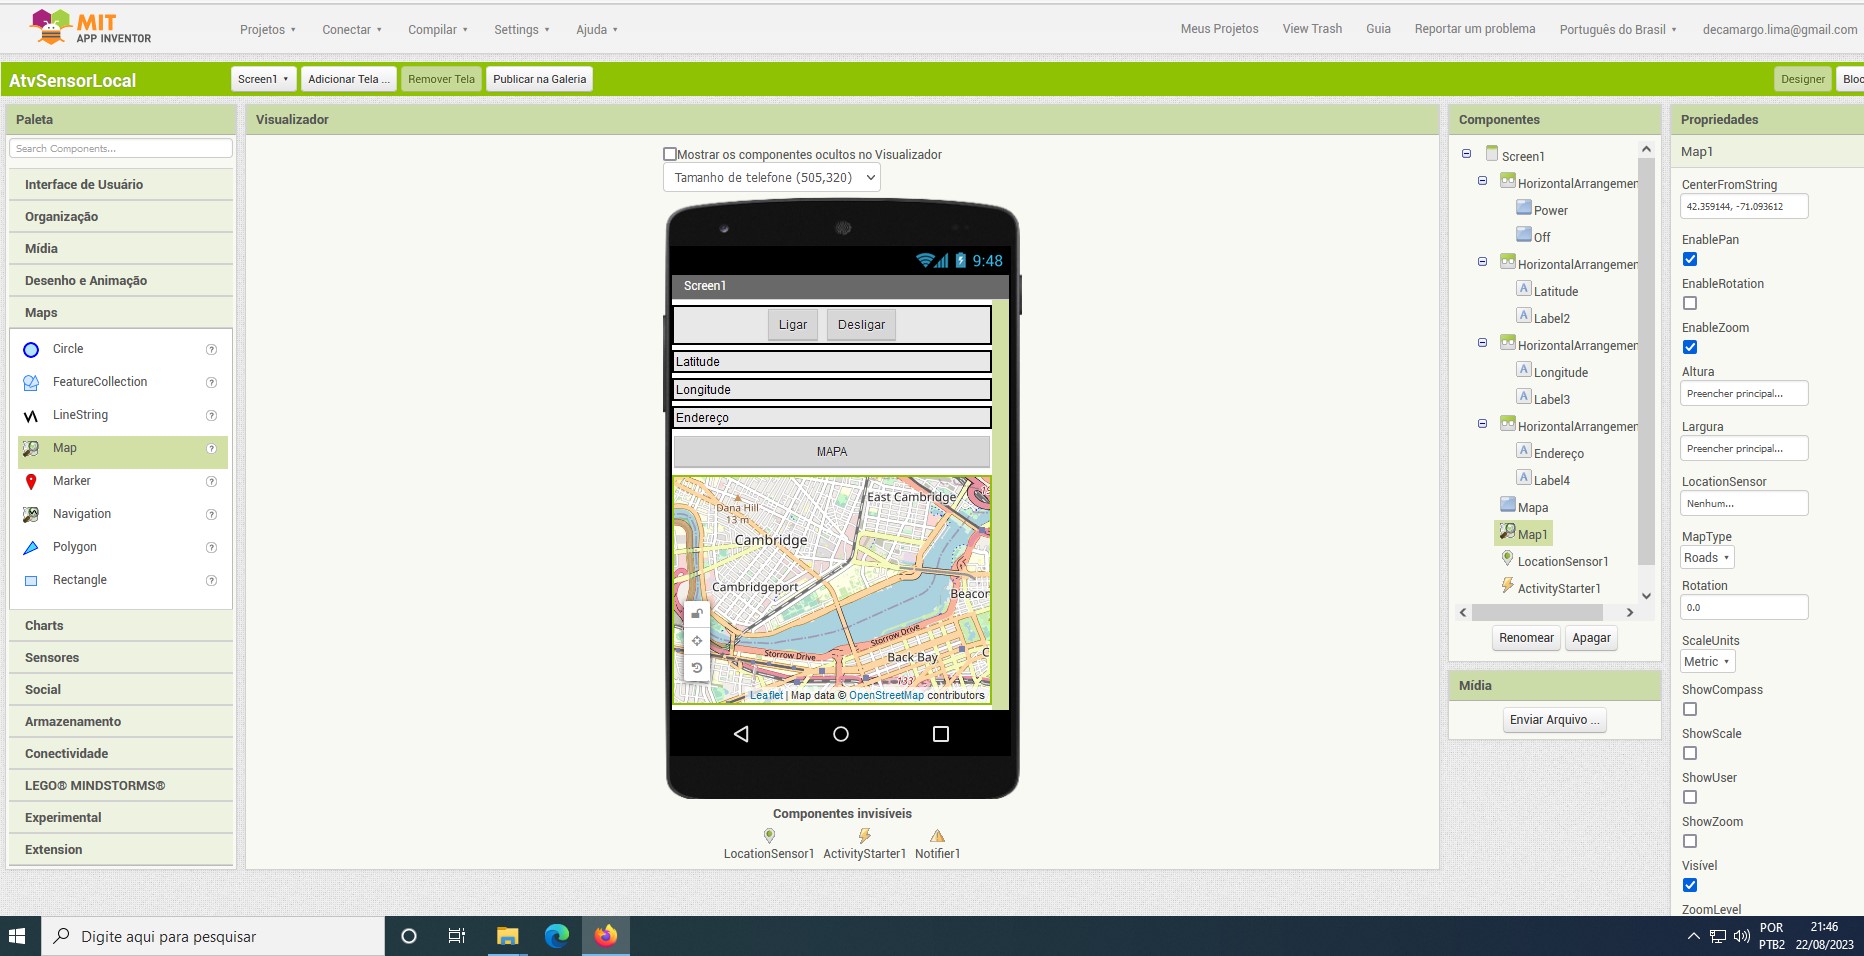 MIT
APP INVENTOR
Projetos
Conectar
Compilar
Settings
Ajuda
Meus Projetos
View Trash
Guia
Reportar um problema
Português do Brasil
decamargo.lima@gmail.com
AtvSensorLocal
Screen1
Adicionar Tela ...
Remover Tela
Publicar na Galeria
Designer
Bloc
Paleta
Search Components...
Interface de Usuário
Organização
Mídia
Desenho e Animação
Maps
Circle
FeatureCollection
LineString
Map
Marker
Navigation
Polygon
Rectangle
Charts
Sensores
Social
Armazenamento
Conectividade
LEGO® MINDSTORMS®
Experimental
Extension
Visualizador
Mostrar os componentes ocultos no Visualizador
Tamanho de telefone (505,320)
9:48
Screen1
Ligar
Desligar
Latitude
Longitude
Endereço
MAPA
East Cambridge
Dana Hill
13 m
Cambridge
Cambridgeport
Beacon
Storrow Drive
Storrow Drive
Back Bay
133
Leaflet | Map data © OpenStreetMap contributors
Componentes invisíveis
LocationSensor1
ActivityStarter1
Notifier1
Componentes
Screen1
HorizontalArrangemen
Power
Off
HorizontalArrangemen
Latitude
Label2
HorizontalArrangemen
Longitude
Label3
HorizontalArrangemen
Endereço
Label4
Mapa
Map1
LocationSensor1
ActivityStarter1
Renomear
Apagar
Mídia
Enviar Arquivo ...
Propriedades
Map1
CenterFromString
42.359144, -71.093612
EnablePan
EnableRotation
EnableZoom
Altura
Preencher principal...
Largura
Preencher principal...
LocationSensor
Nenhum...
MapType
Roads
Rotation
0.0
ScaleUnits
Metric
ShowCompass
ShowScale
ShowUser
ShowZoom
Visível
ZoomLevel
Digite aqui para pesquisar
POR
PTB2
21:46
22/08/2023